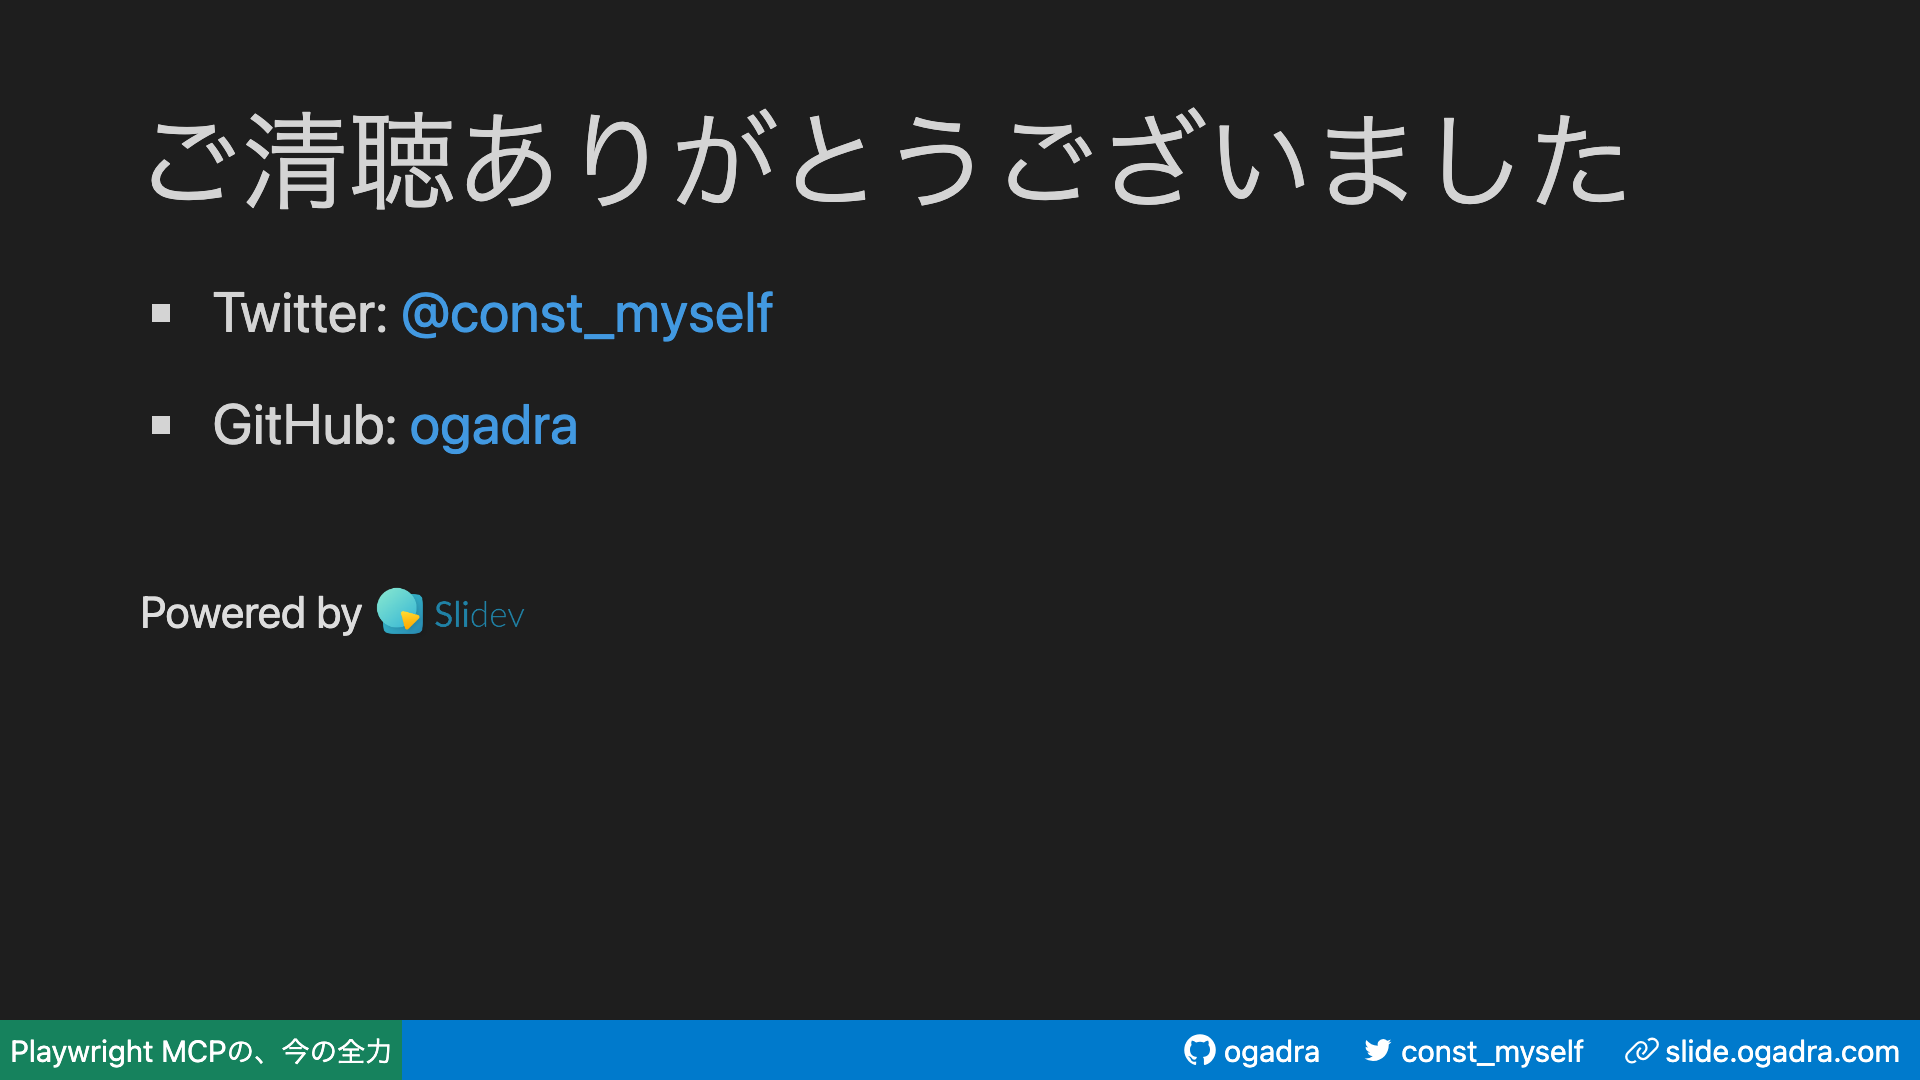 ご清聴ありがとうございました
Twitter: @const_myself
GitHub: ogadra
Powered by Slidev
Playwright MCPの、今の全力
ogadra
const_myself
slide.ogadra.com